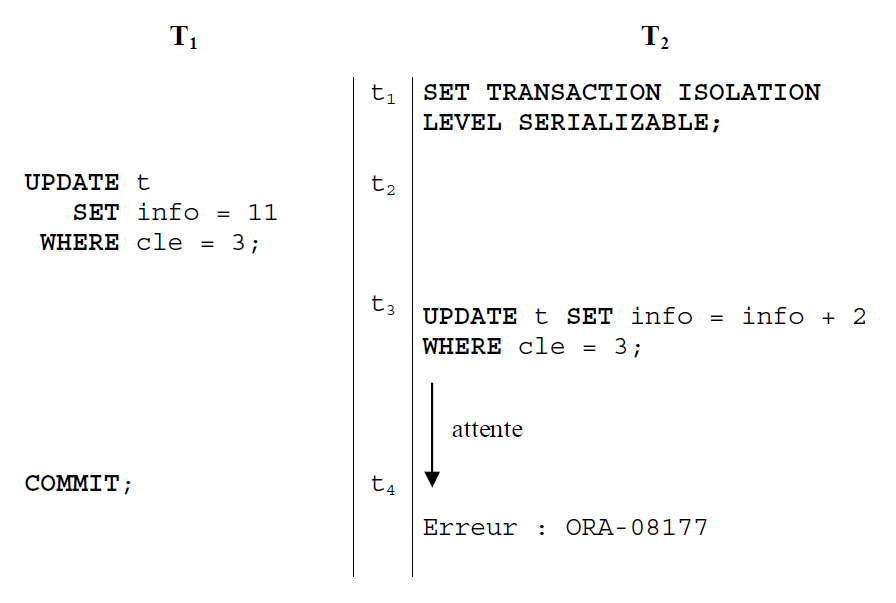 T1 T2
t1 SET TRANSACTION ISOLATION
LEVEL SERIALIZABLE;
UPDATE t t2
SET info = 11
WHERE cle = 3;
t3 UPDATE t SET info = info + 2
WHERE cle = 3;
attente
COMMIT; t4
Erreur : ORA-08177